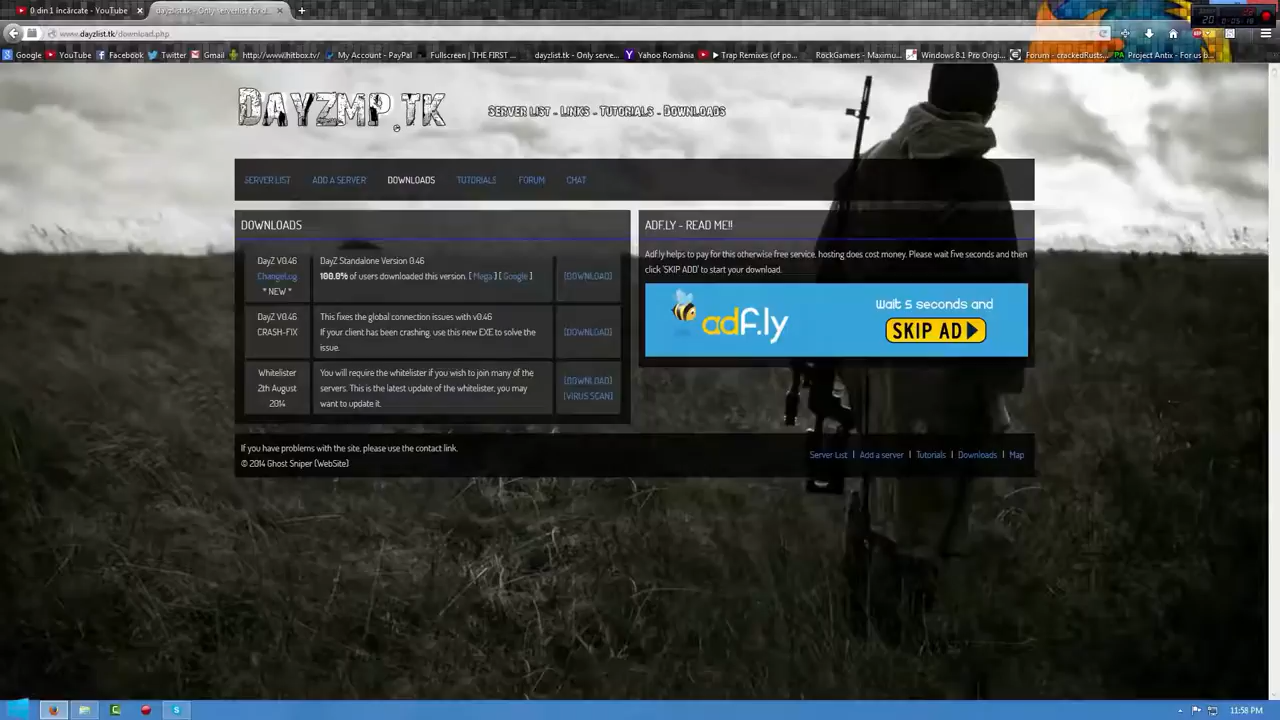 0 din 1 încărcate - YouTube
dayzlist.tk - Only serverlist for d...
www.dayzlist.tk/download.php
Google
YouTube
Facebook
Twitter
Gmail
http://www.hitbox.tv/
My Account - PayPal
Fullscreen | THE FIRST ...
dayzlist.tk - Only serve...
Yahoo România
► Trap Remixes (of po...
RockGamers - Maximu...
Windows 8.1 Pro Origi...
Forum - crackedRusts...
Project Antix - For us b...
DAYZMP.TK
SERVER LIST - LINKS - TUTORIALS - DOWNLOADS
SERVER LIST
ADD A SERVER
DOWNLOADS
TUTORIALS
FORUM
CHAT
DOWNLOADS
DayZ V0.46
ChangeLog
* NEW *
DayZ Standalone Version 0.46
100.0% of users downloaded this version. [ Mega ] [ Google ]
[DOWNLOAD]
DayZ V0.46
CRASH-FIX
This fixes the global connection issues with v0.46
If your client has been crashing, use this new EXE to solve the
issue.
[DOWNLOAD]
Whitelister
2th August
2014
You will require the whitelister if you wish to join many of the
servers. This is the latest update of the whitelister, you may
want to update it.
[DOWNLOAD]
[VIRUS SCAN]
ADF.LY - READ ME!!
Adf.ly helps to pay for this otherwise free service, hosting does cost money. Please wait five seconds and then
click 'SKIP ADD' to start your download.
adf.ly
Wait 5 seconds and
SKIP AD
If you have problems with the site, please use the contact link.
© 2014 Ghost Sniper (WebSite)
Server List | Add a server | Tutorials | Downloads | Map
11:58 PM